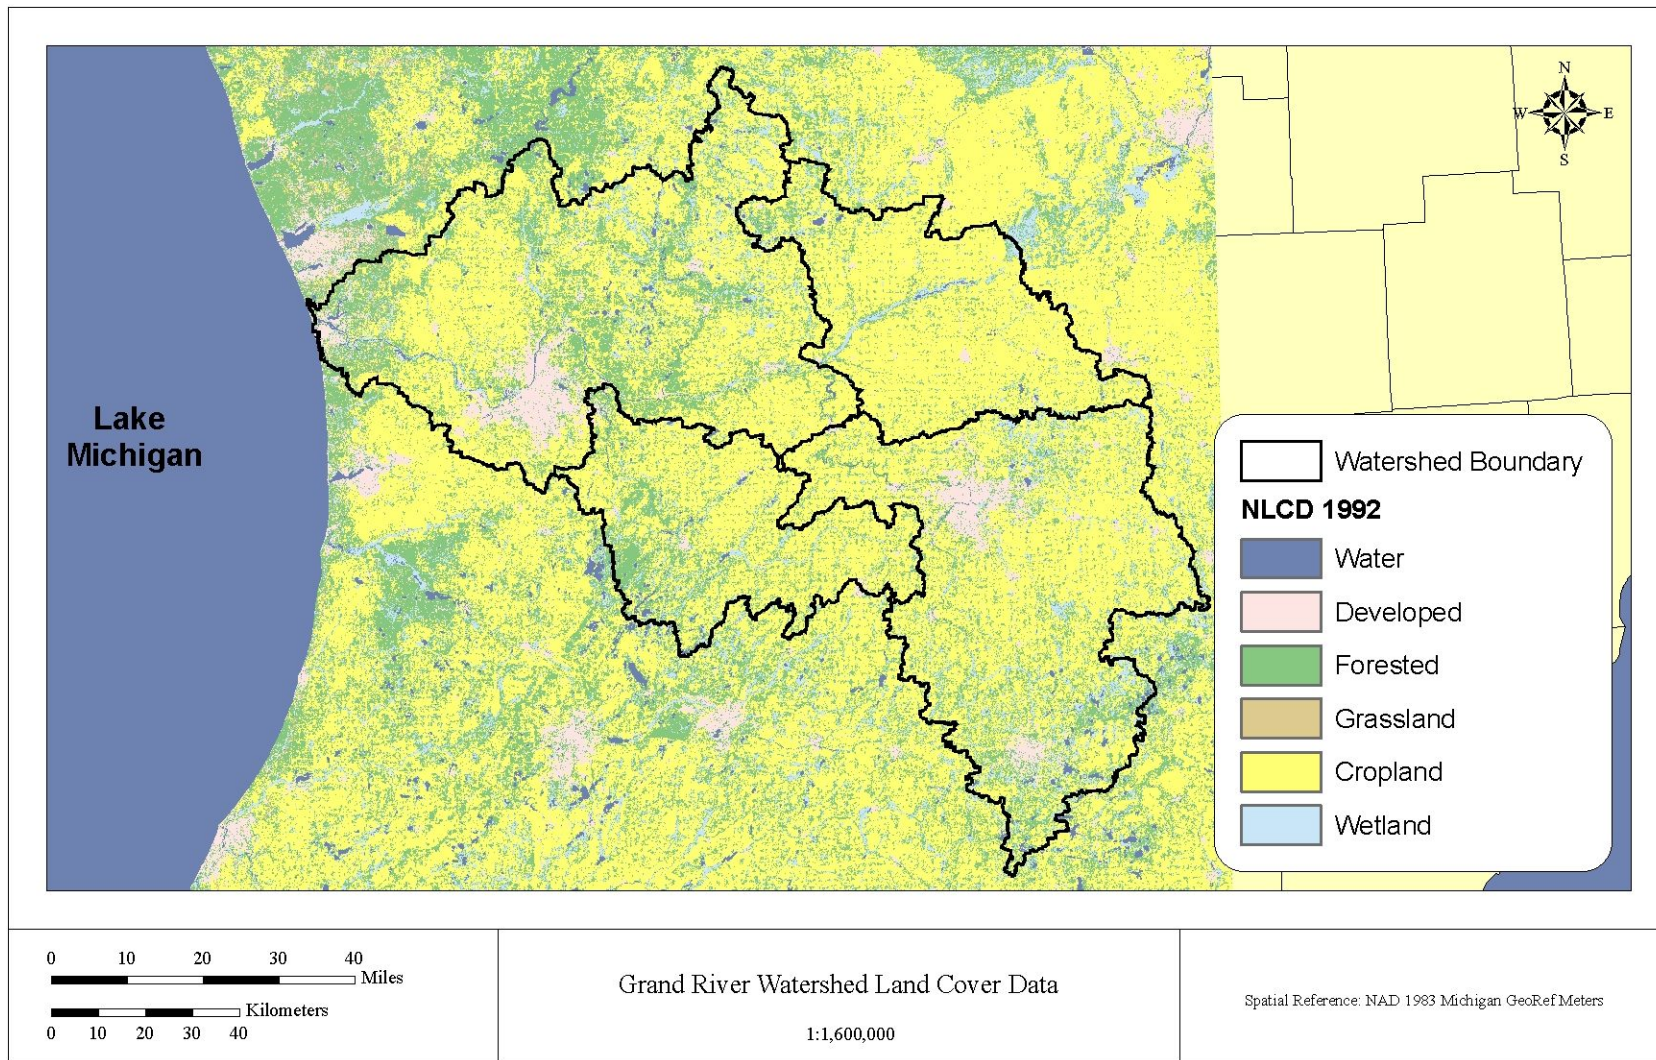 N
W
E
S
Lake
Michigan
Watershed Boundary
NLCD 1992
Water
Developed
Forested
Grassland
Cropland
Wetland
0 10 20 30 40
Miles
Kilometers
0 10 20 30 40
Grand River Watershed Land Cover Data
1:1,600,000
Spatial Reference: NAD 1983 Michigan GeoRef Meters